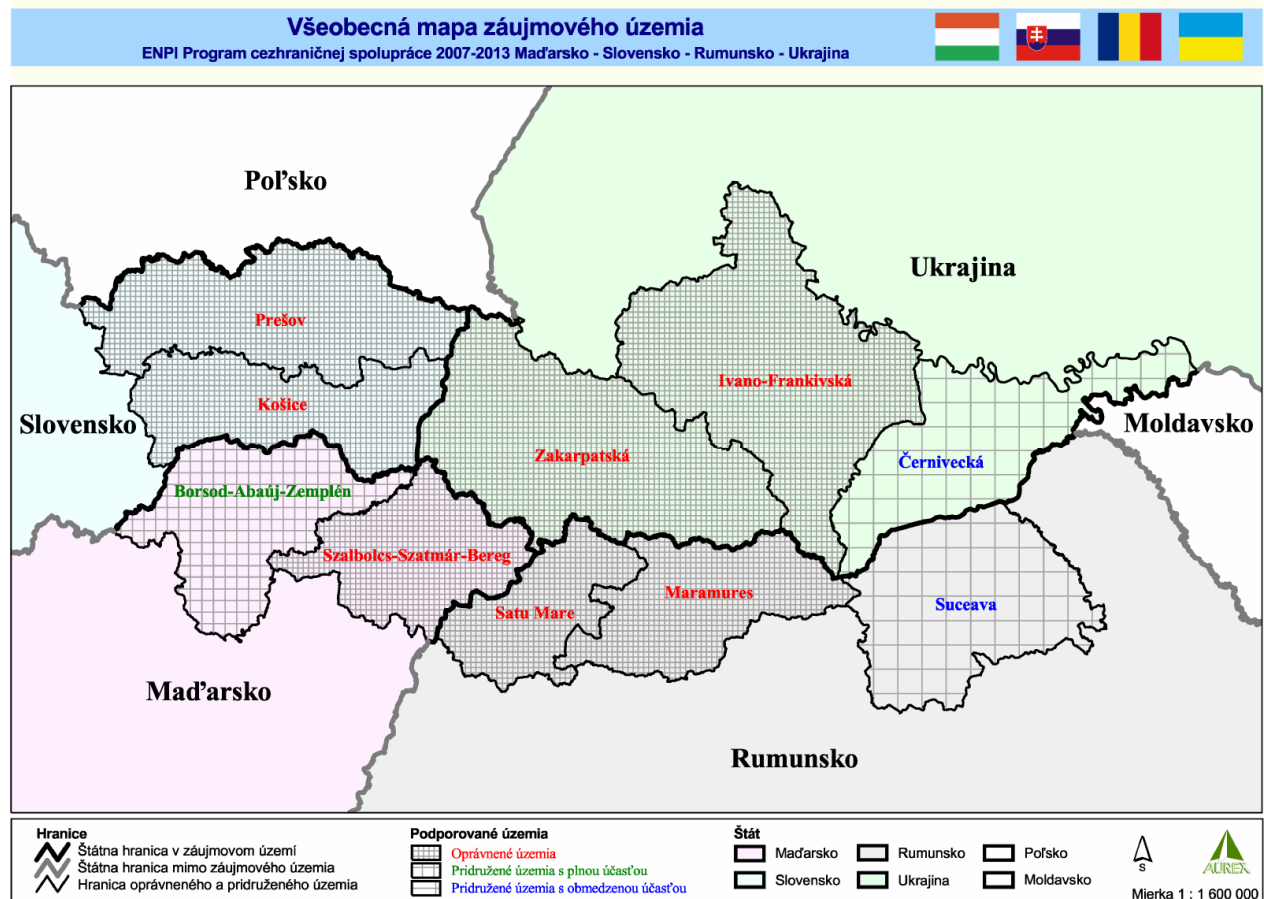 Všeobecná mapa záujmového územia
ENPI Program cezhraničnej spolupráce 2007-2013 Maďarsko - Slovensko - Rumunsko - Ukrajina
Poľsko
Ukrajina
Prešov
Ivano-Frankivská
Košice
Slovensko
Moldavsko
Zakarpatská
Černivecká
Borsod-Abaúj-Zemplén
Szalbolcs-Szatmár-Bereg
Maramures
Satu Mare
Suceava
Maďarsko
Rumunsko
Hranice
Štátna hranica v záujmovom území
Štátna hranica mimo záujmového územia
Hranica oprávneného a pridruženého územia
Podporované územia
Oprávnené územia
Pridružené územia s plnou účasťou
Pridružené územia s obmedzenou účasťou
Štát
Maďarsko
Rumunsko
Poľsko
Slovensko
Ukrajina
Moldavsko
S
AUREX
Mierka 1 : 1 600 000